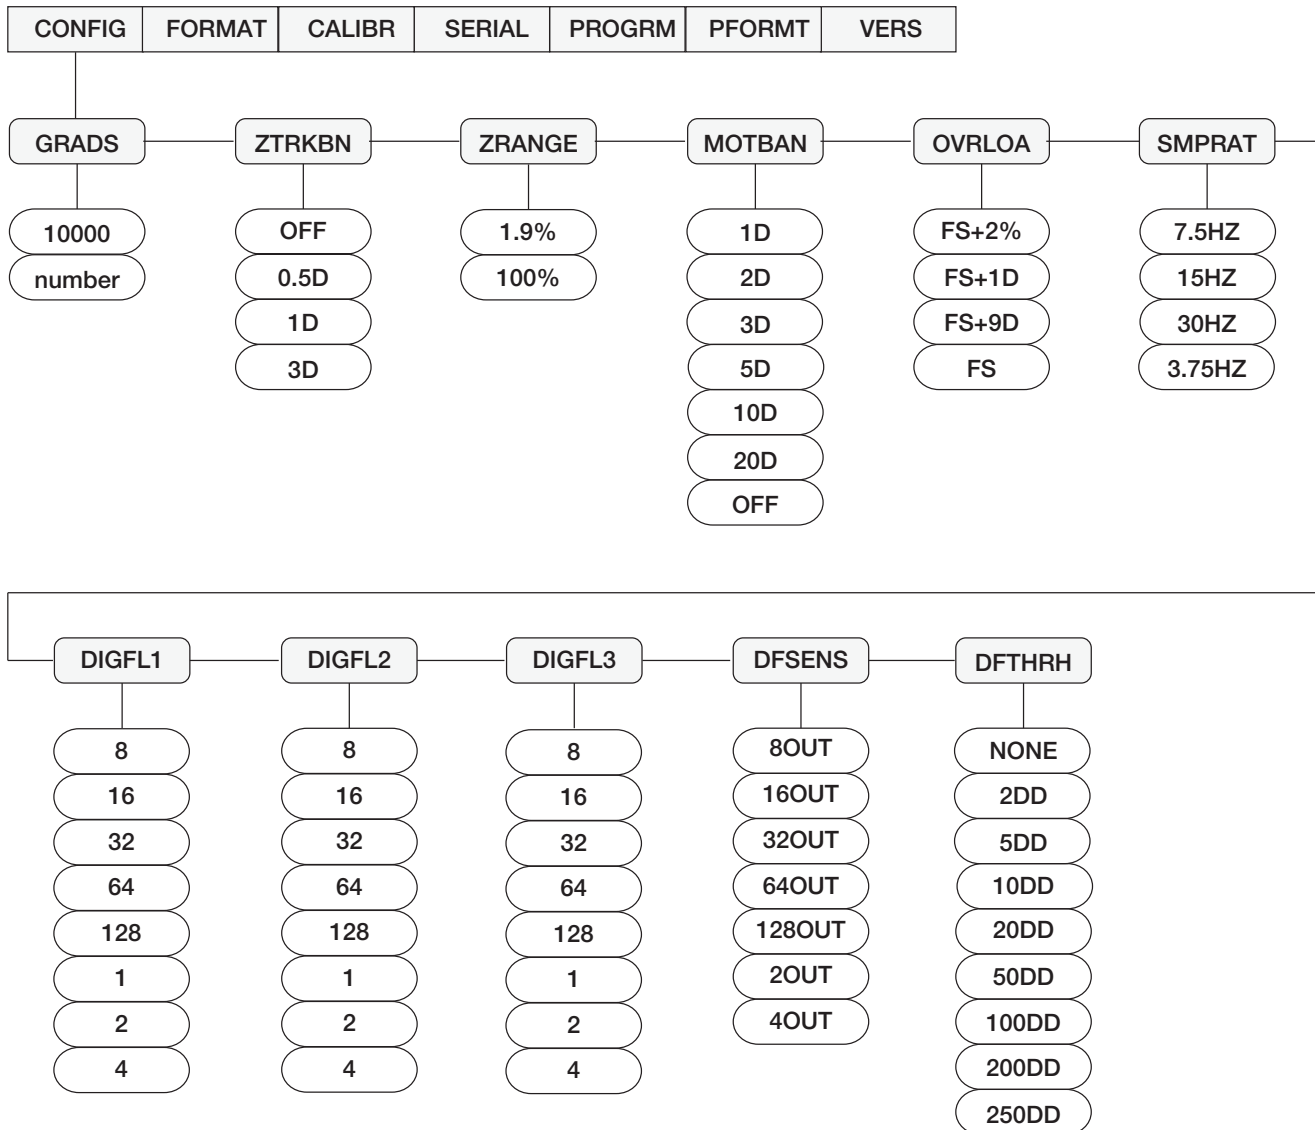 CONFIG FORMAT CALIBR SERIAL PROGRM PFORMT VERS
GRADS ZTRKBN ZRANGE MOTBAN OVRLOA SMPRAT
10000 OFF 1.9% 1D FS+2% 7.5HZ
number 0.5D 100% 2D FS+1D 15HZ
1D 3D FS+9D 30HZ
3D 5D FS 3.75HZ
10D
20D
OFF
DIGFL1 DIGFL2 DIGFL3 DFSENS DFTHRH
8 8 8 8OUT NONE
16 16 16 16OUT 2DD
32 32 32 32OUT 5DD
64 64 64 64OUT 10DD
128 128 128 128OUT 20DD
1 1 1 2OUT 50DD
2 2 2 4OUT 100DD
4 4 4 200DD
250DD